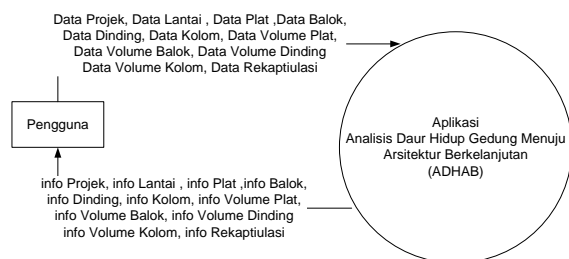 Data Projek, Data Lantai , Data Plat ,Data Balok,
Data Dinding, Data Kolom, Data Volume Plat,
Data Volume Balok, Data Volume Dinding
Data Volume Kolom, Data Rekaptiulasi
Pengguna
Aplikasi
Analisis Daur Hidup Gedung Menuju
Arsitektur Berkelanjutan
(ADHAB)
info Projek, info Lantai , info Plat ,info Balok,
info Dinding, info Kolom, info Volume Plat,
info Volume Balok, info Volume Dinding
info Volume Kolom, info Rekaptiulasi